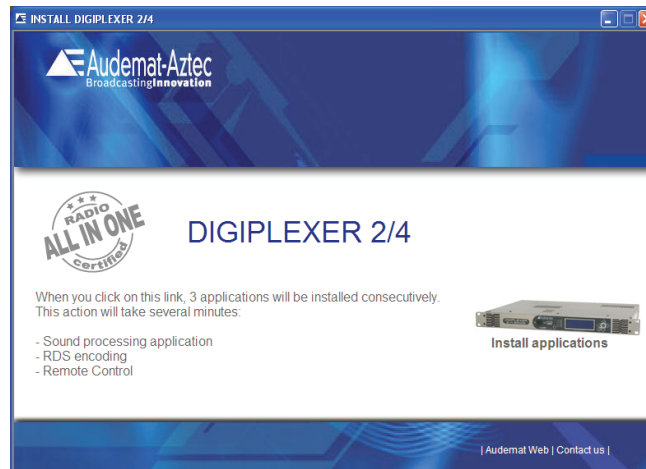 INSTALL DIGIPLEXER 2/4
Audemat-Aztec
BroadcastingInnovation
RADIO
ALL IN ONE
certified
DIGIPLEXER 2/4
When you click on this link, 3 applications will be installed consecutively.
This action will take several minutes:
- Sound processing application
- RDS encoding
- Remote Control
Install applications
| Audemat Web | Contact us |